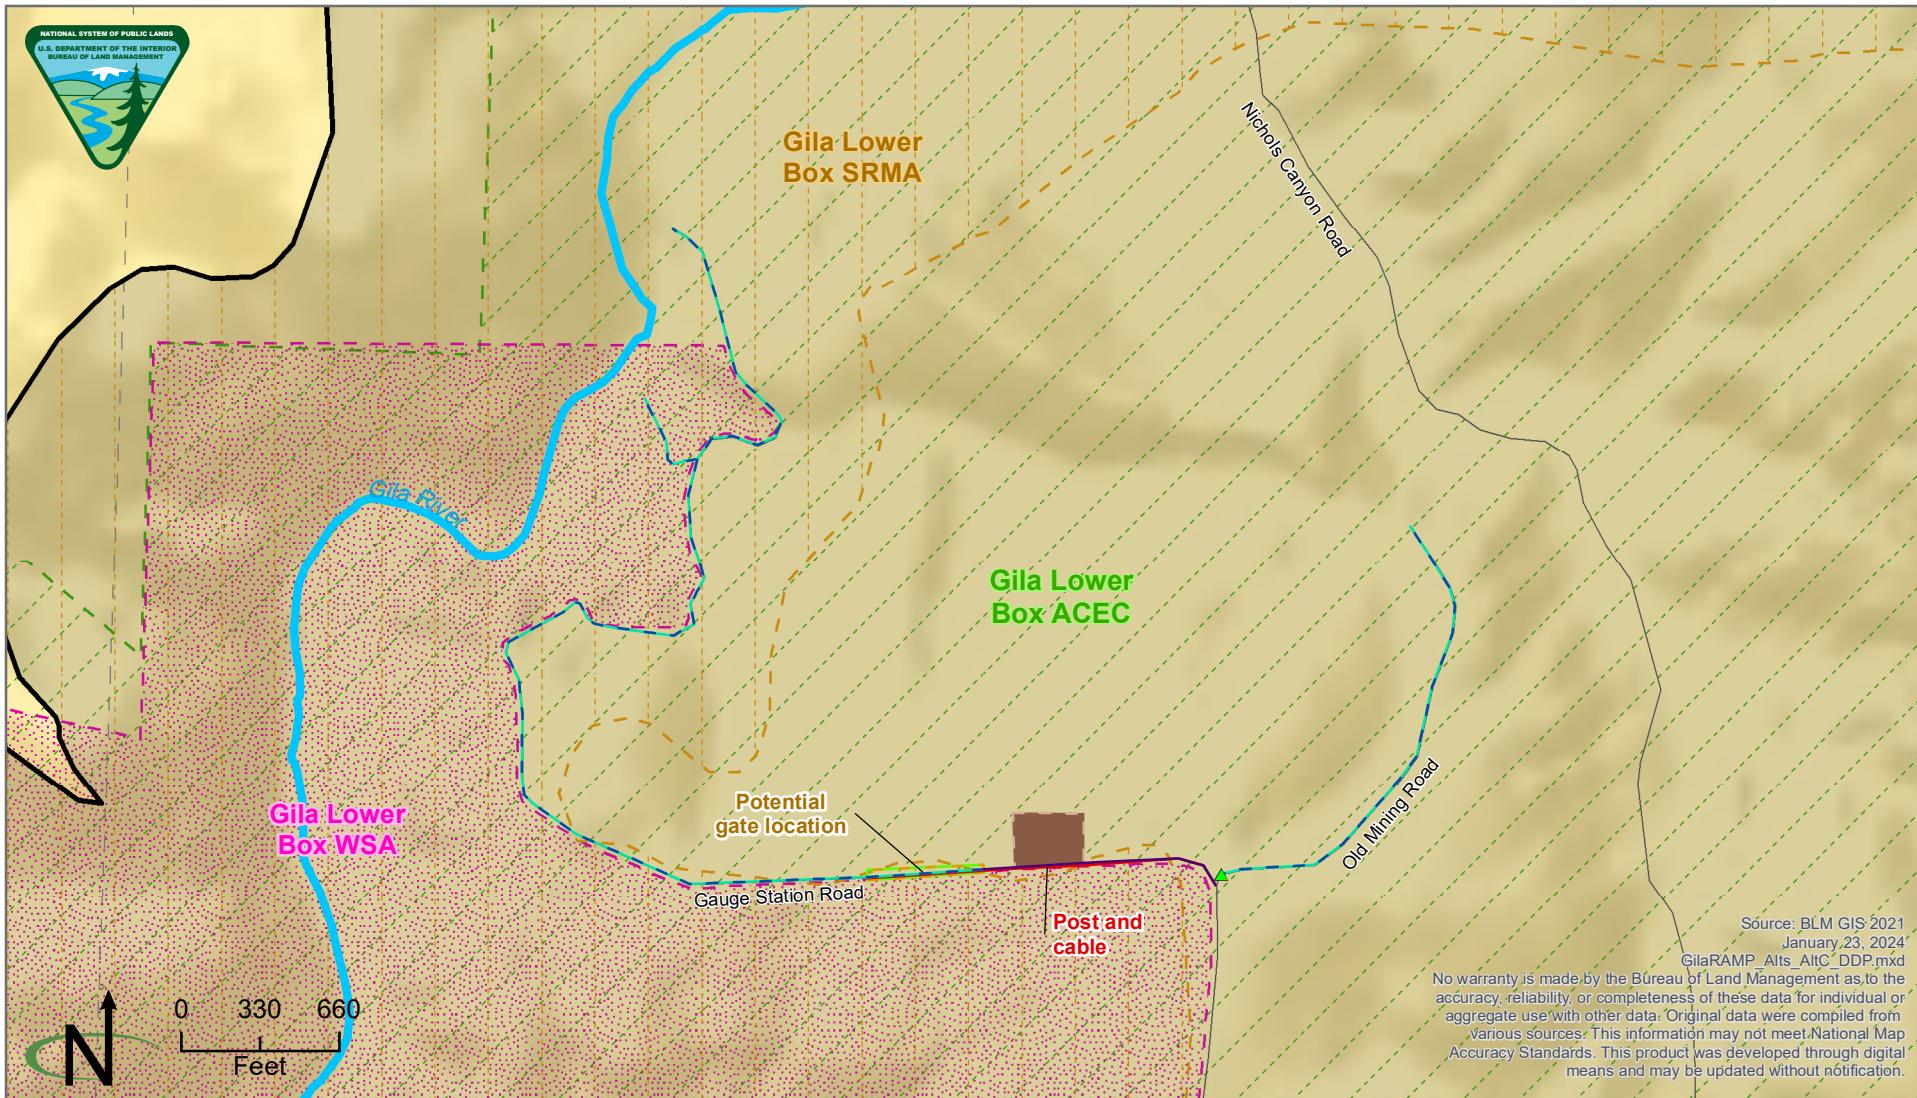 NATIONAL SYSTEM OF PUBLIC LANDS
U.S. DEPARTMENT OF THE INTERIOR
BUREAU OF LAND MANAGEMENT
Gila Lower
Box SRMA
Nichols Canyon Road
Gila River
Gila Lower
Box ACEC
Gila Lower
Box WSA
Potential
gate location
Old Mining Road
Gauge Station Road
Post and
cable
0 330 660
Feet
N
Source: BLM GIS 2021
January 23, 2024
GilaRAMP_Alts_AltC_DDP.mxd
No warranty is made by the Bureau of Land Management as to the
accuracy, reliability, or completeness of these data for individual or
aggregate use with other data. Original data were compiled from
various sources. This information may not meet National Map
Accuracy Standards. This product was developed through digital
means and may be updated without notification.